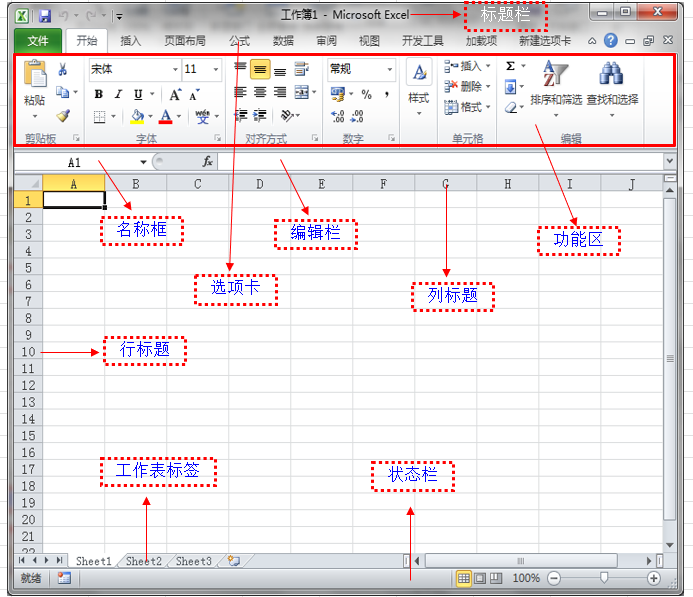 工作簿1 - Microsoft Excel
标题栏
文件 开始 插入 页面布局 公式 数据 审阅 视图 开发工具 加载项 新建选项卡
宋体 11 常规 插入 Σ
粘贴 B I U A A 样式 删除 排序和筛选 查找和选择
A 变 % , 格式
剪贴板 字体 对齐方式 数字 单元格 编辑
A1 fx
A B C D E F G H I J
1
2
3 名称框 编辑栏 功能区
4
5
6 选项卡 列标题
7
8
9
10 行标题
11
12
13
14
15
16
17 工作表标签 状态栏
18
19
20
21
22
Sheet1 Sheet2 Sheet3
就绪 100%